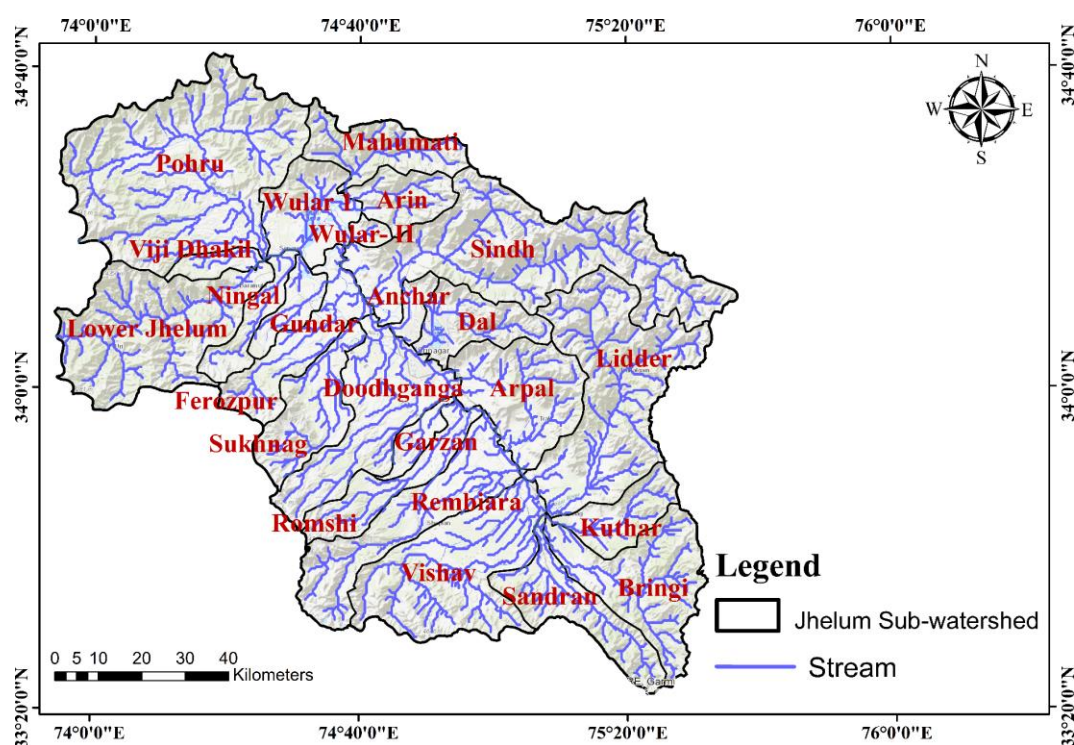 74°0'0"E
74°40'0"E
75°20'0"E
76°0'0"E
34°40'0"N
34°40'0"N
N
W
E
S
Mahumati
Pohru
Wular I
Arin
Wular- II
Viji Dhakil
Sindh
Ningal
Anchar
Gundar
Dal
Lower Jhelum
Lidder
34°0'0"N
34°0'0"N
Doodhganga
Arpal
Ferozpur
Sukhnag
Garzan
Rembiara
Romshi
Kuthar
Vishav
Bringi
Sandran
Legend
Jhelum Sub-watershed
Stream
0 5 10 20 30 40
Kilometers
33°20'0"N
33°20'0"N
74°0'0"E
74°40'0"E
75°20'0"E
76°0'0"E